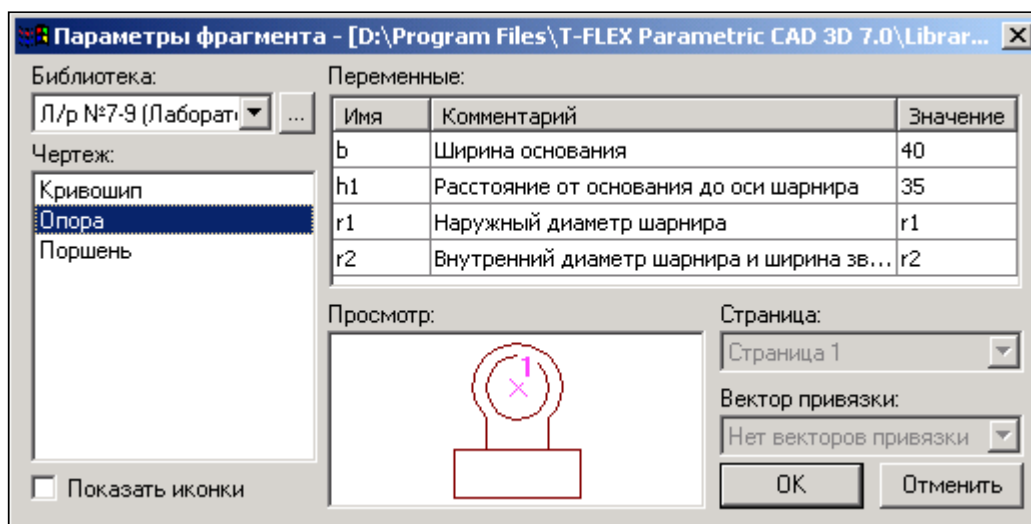 Параметры фрагмента - [D:\Program Files\T-FLEX Parametric CAD 3D 7.0\Librar...
Библиотека:
Л/р №7-9 (Лаборат
...
Чертеж:
Кривошип
Опора
Поршень
Показать иконки
Переменные:
Имя Комментарий Значение
b Ширина основания 40
h1 Расстояние от основания до оси шарнира 35
r1 Наружный диаметр шарнира r1
r2 Внутренний диаметр шарнира и ширина зв... r2
Просмотр:
1
Страница:
Страница 1
Вектор привязки:
Нет векторов привязки
OK Отменить